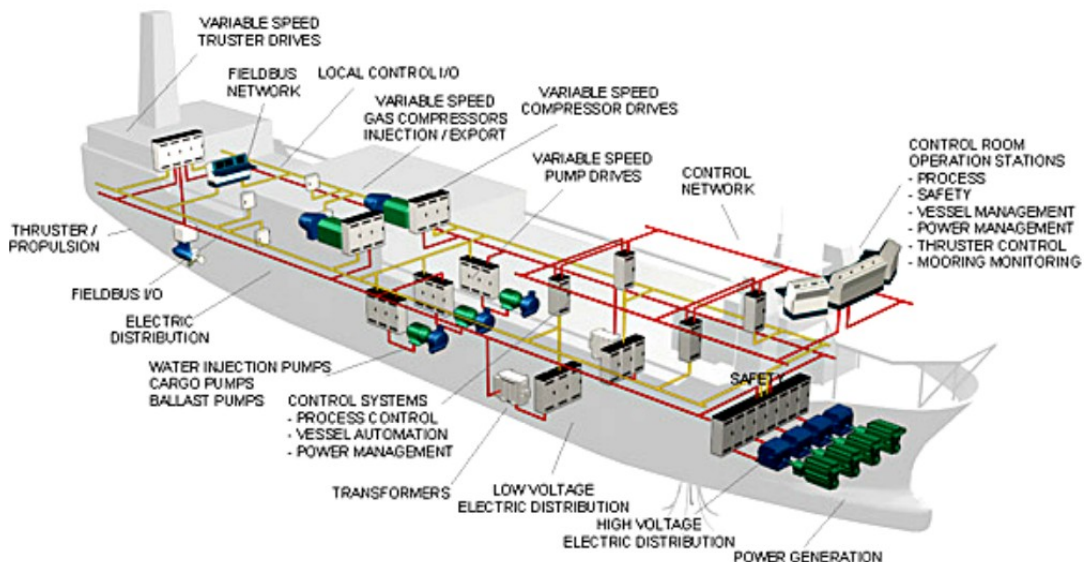 VARIABLE SPEED
TRUSTER DRIVES
FIELDBUS
NETWORK
LOCAL CONTROL I/O
VARIABLE SPEED
GAS COMPRESSORS
INJECTION / EXPORT
VARIABLE SPEED
COMPRESSOR DRIVES
VARIABLE SPEED
PUMP DRIVES
CONTROL
NETWORK
CONTROL ROOM
OPERATION STATIONS
- PROCESS
- SAFETY
- VESSEL MANAGEMENT
- POWER MANAGEMENT
- THRUSTER CONTROL
- MOORING MONITORING
THRUSTER /
PROPULSION
FIELDBUS I/O
ELECTRIC
DISTRIBUTION
WATER INJECTION PUMPS
CARGO PUMPS
BALLAST PUMPS
CONTROL SYSTEMS
- PROCESS CONTROL
- VESSEL AUTOMATION
- POWER MANAGEMENT
SAFETY
TRANSFORMERS
LOW VOLTAGE
ELECTRIC DISTRIBUTION
HIGH VOLTAGE
ELECTRIC DISTRIBUTION
POWER GENERATION